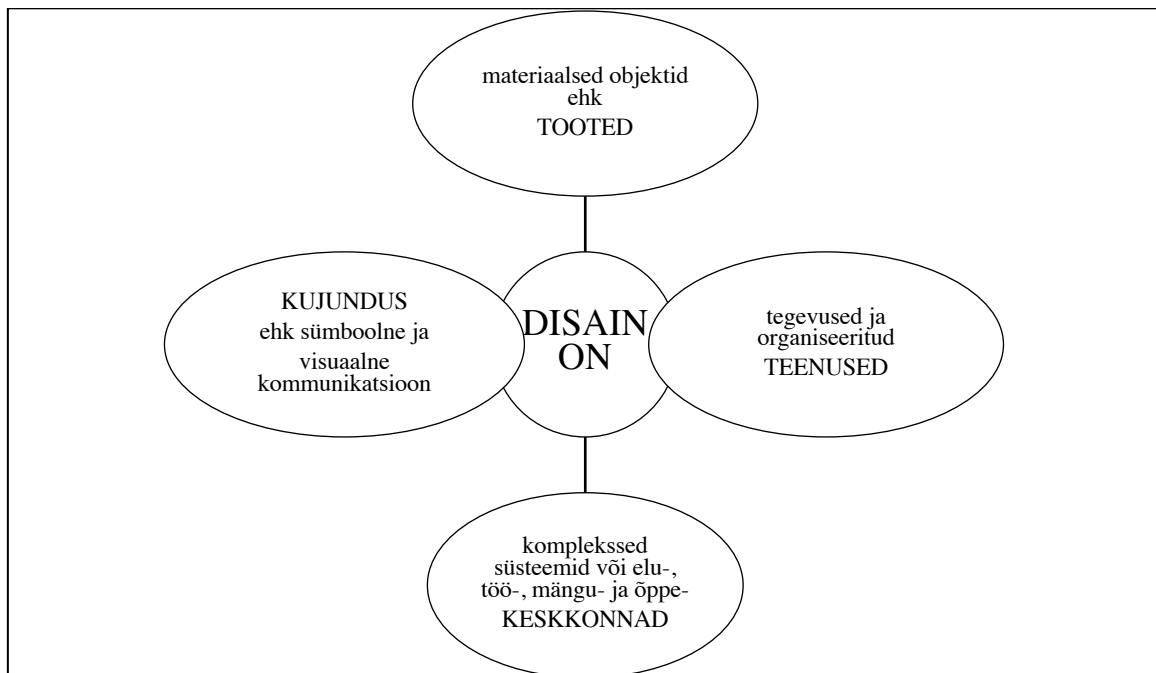 materiaalsed objektid
ehk
TOOTED
KUJUNDUS
ehk sümboolne ja
visuaalne
kommunikatsioon
DISAIN
ON
tegevused ja
organiseeritud
TEENUSED
komplekssed
süsteemid või elu-,
töö-, mängu- ja õppe-
KESKKONNAD